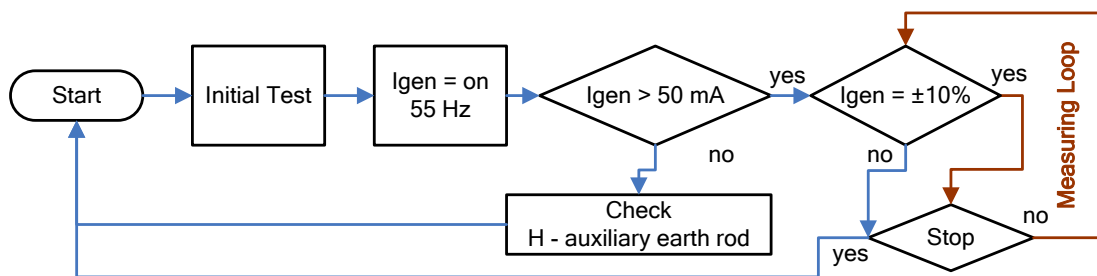 Start
Initial Test
Igen = on
55 Hz
Igen > 50 mA
yes
no
Igen = ±10%
yes
no
Measuring Loop
Check
H - auxiliary earth rod
Stop
yes
no